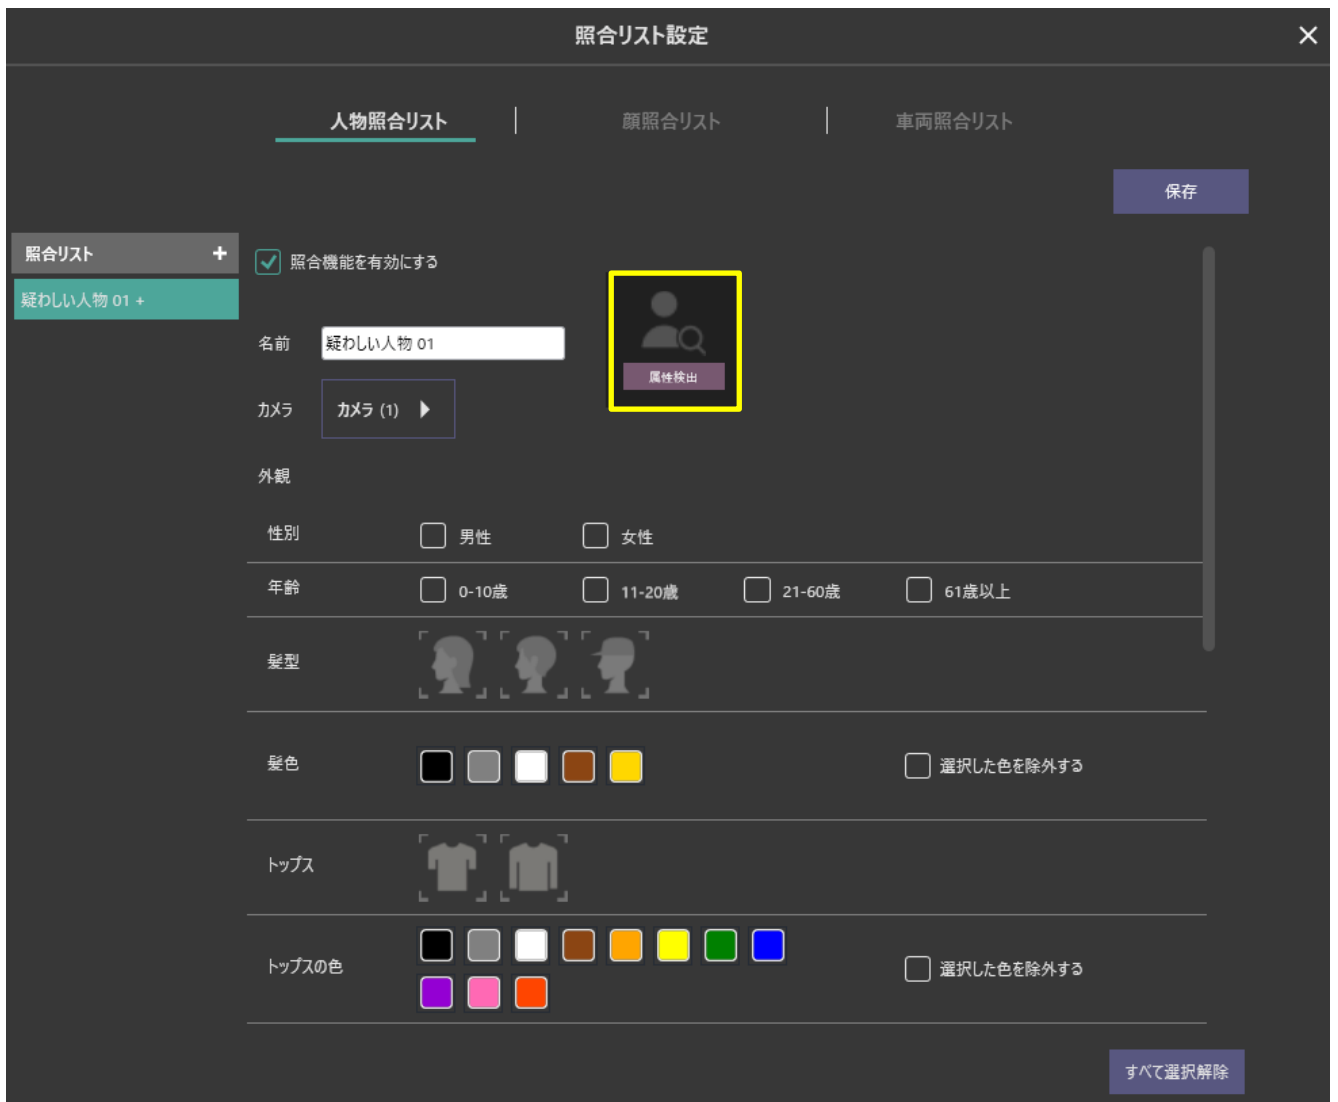 照合リスト設定
人物照合リスト
顔照合リスト
車両照合リスト
保存
照合リスト +
疑わしい人物 01 +
照合機能を有効にする
名前
疑わしい人物 01
属性検出
カメラ
カメラ (1)
外観
性別
男性
女性
年齢
0-10歳
11-20歳
21-60歳
61歳以上
髪型
髪色
選択した色を除外する
トップス
トップスの色
選択した色を除外する
すべて選択解除